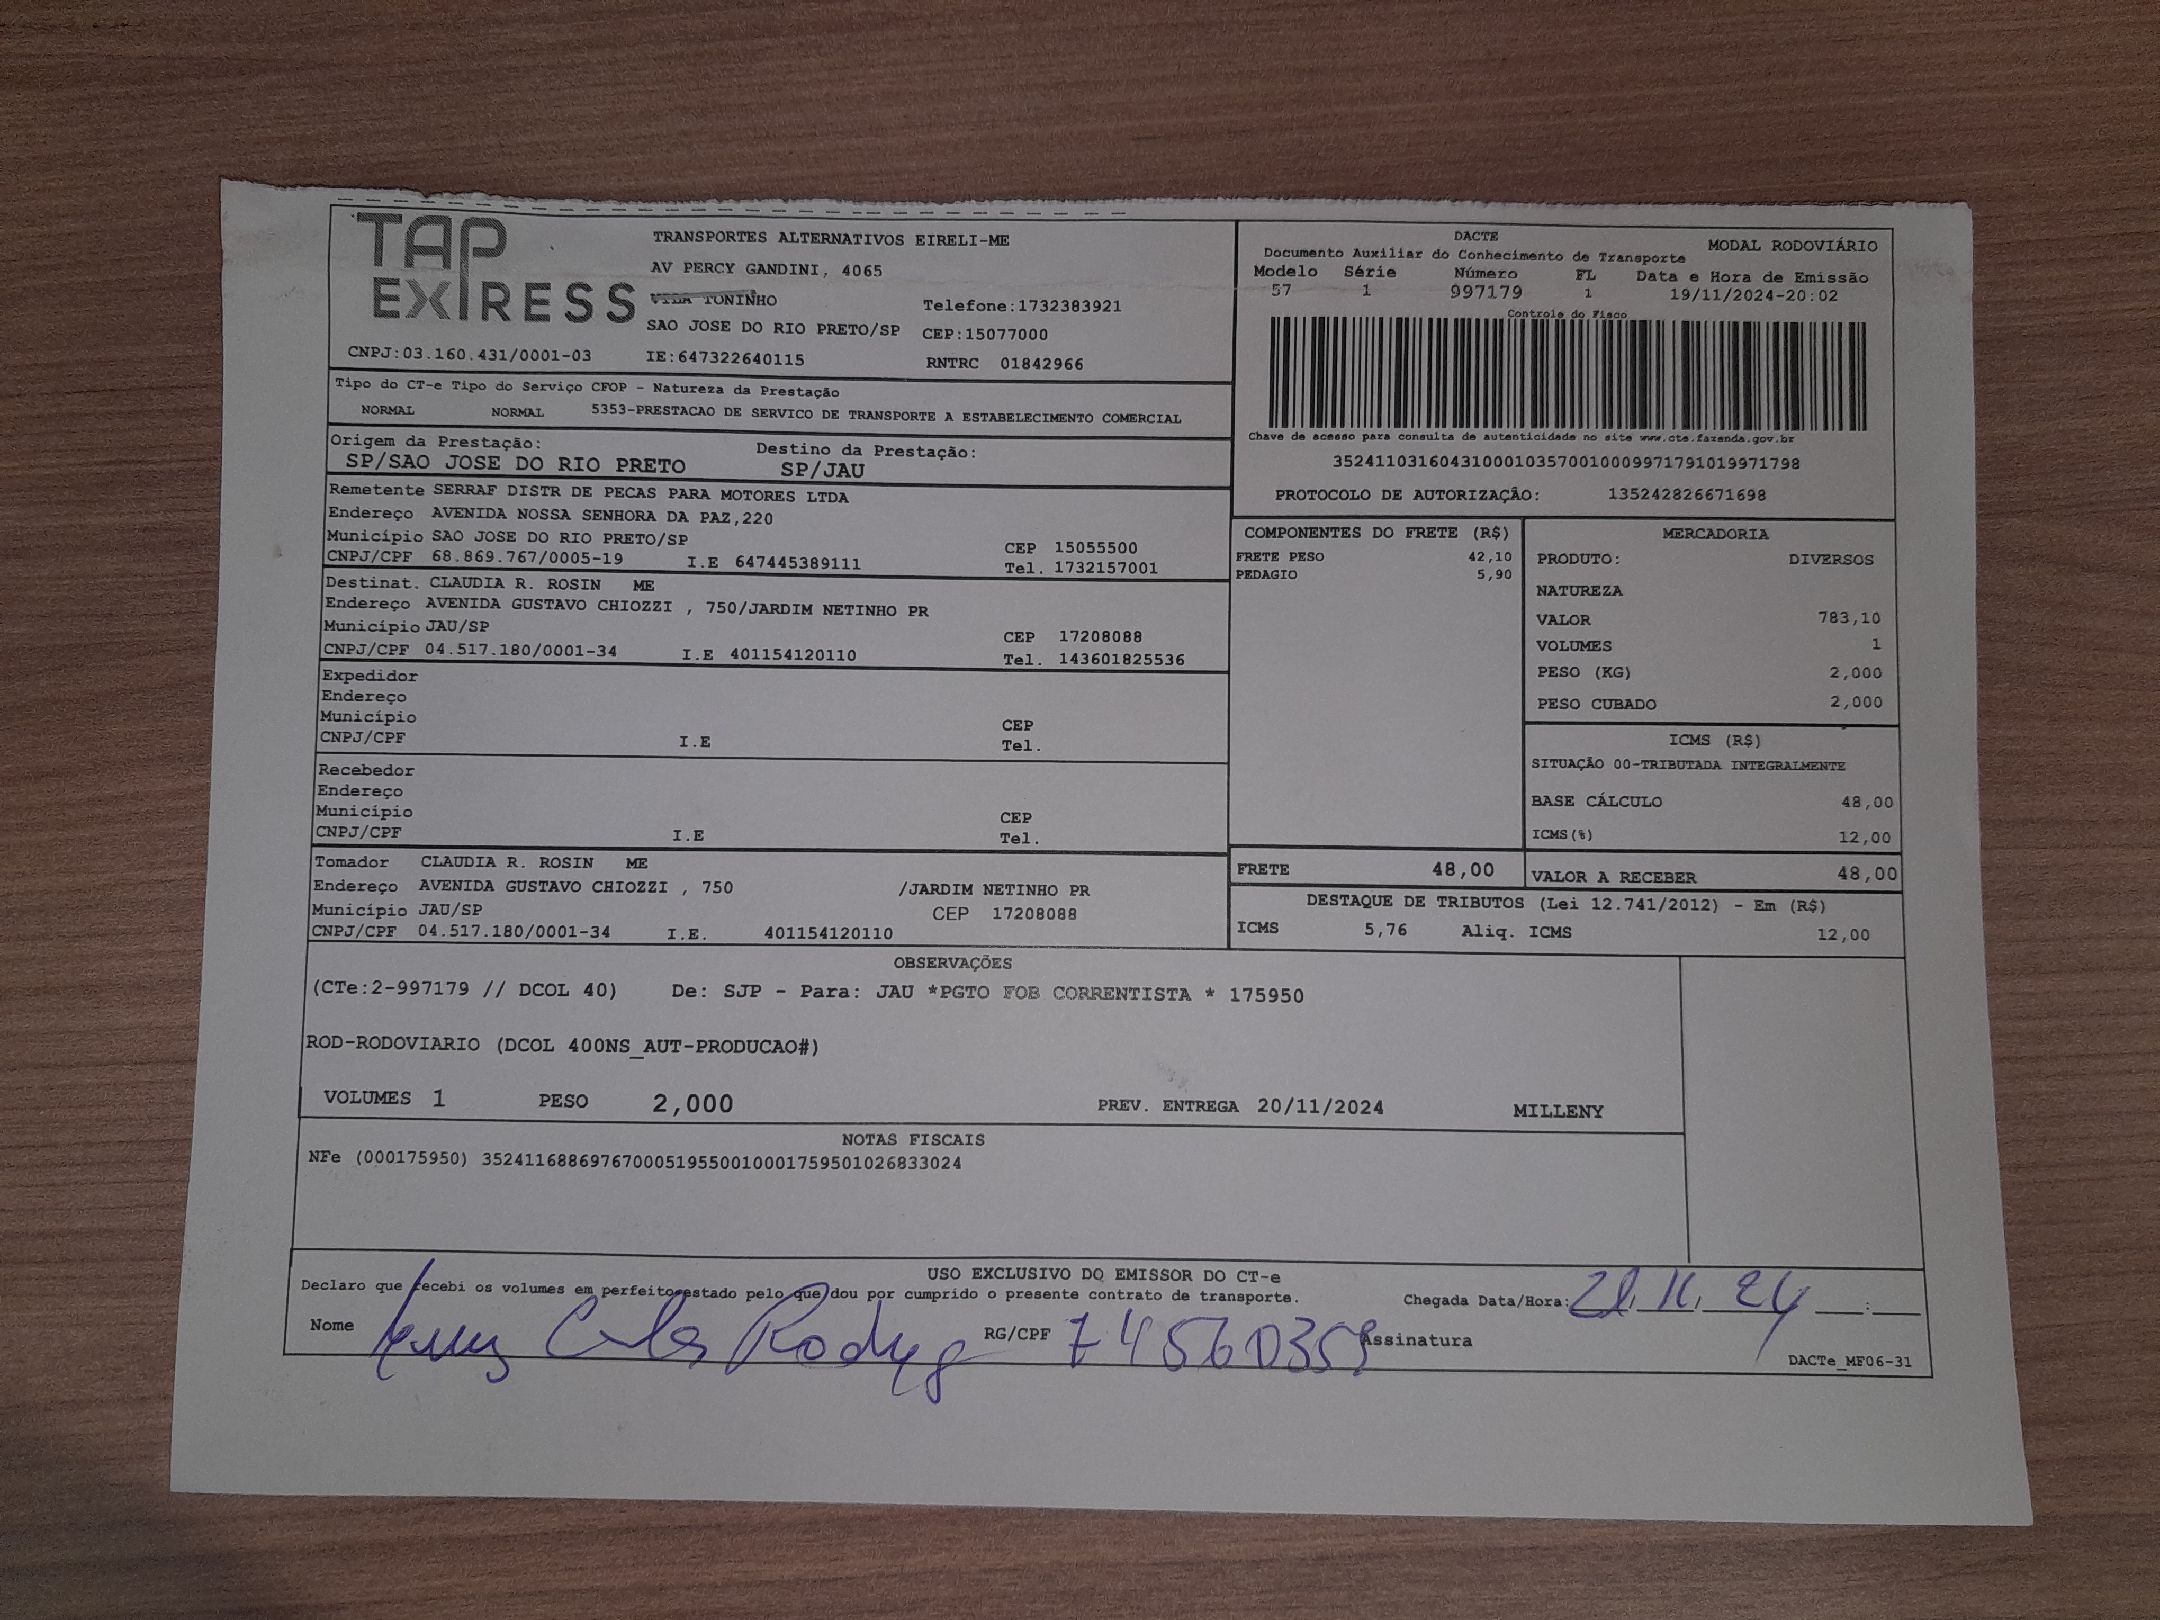 TAP EXPRESS
TRANSPORTES ALTERNATIVOS EIRELI-ME
AV PERCY GANDINI, 4065
VILA TONINHO
Telefone:1732383921
SAO JOSE DO RIO PRETO/SP CEP:15077000
CNPJ:03.160.431/0001-03 IE:647322640115 RNTRC 01842966
DACTE
Documento Auxiliar do Conhecimento de Transporte
MODAL RODOVIÁRIO
Modelo Série Número FL Data e Hora de Emissão
57 1 997179 1 19/11/2024-20:02
Controle do Fisco
Chave de acesso para consulta de autenticidade no site www.cte.fazenda.gov.br
35241103160431000103570010009971791019971798
PROTOCOLO DE AUTORIZAÇÃO: 135242826671698
Tipo do CT-e Tipo do Serviço CFOP - Natureza da Prestação
NORMAL NORMAL 5353-PRESTACAO DE SERVICO DE TRANSPORTE A ESTABELECIMENTO COMERCIAL
Origem da Prestação: Destino da Prestação:
SP/SAO JOSE DO RIO PRETO SP/JAU
Remetente SERRAF DISTR DE PECAS PARA MOTORES LTDA
Endereço AVENIDA NOSSA SENHORA DA PAZ,220
Município SAO JOSE DO RIO PRETO/SP CEP 15055500
CNPJ/CPF 68.869.767/0005-19 I.E 647445389111 Tel. 1732157001
Destinat. CLAUDIA R. ROSIN ME
Endereço AVENIDA GUSTAVO CHIOZZI , 750/JARDIM NETINHO PR
Município JAU/SP CEP 17208088
CNPJ/CPF 04.517.180/0001-34 I.E 401154120110 Tel. 143601825536
Expedidor
Endereço
Município CEP
CNPJ/CPF I.E Tel.
Recebedor
Endereço
Município CEP
CNPJ/CPF I.E Tel.
Tomador CLAUDIA R. ROSIN ME
Endereço AVENIDA GUSTAVO CHIOZZI , 750 /JARDIM NETINHO PR
Município JAU/SP CEP 17208088
CNPJ/CPF 04.517.180/0001-34 I.E. 401154120110
COMPONENTES DO FRETE (R$)
FRETE PESO 42,10
PEDAGIO 5,90
MERCADORIA
PRODUTO: DIVERSOS
NATUREZA
VALOR 783,10
VOLUMES 1
PESO (KG) 2,000
PESO CUBADO 2,000
ICMS (R$)
SITUAÇÃO 00-TRIBUTADA INTEGRALMENTE
BASE CÁLCULO 48,00
ICMS(%) 12,00
FRETE 48,00 VALOR A RECEBER 48,00
DESTAQUE DE TRIBUTOS (Lei 12.741/2012) - Em (R$)
ICMS 5,76 Aliq. ICMS 12,00
OBSERVAÇÕES
(CTe:2-997179 // DCOL 40) De: SJP - Para: JAU *PGTO FOB CORRENTISTA * 175950
ROD-RODOVIARIO (DCOL 400NS_AUT-PRODUCAO#)
VOLUMES 1 PESO 2,000 PREV. ENTREGA 20/11/2024 MILLENY
NOTAS FISCAIS
NFe (000175950) 35241168869767000519550010001759501026833024
USO EXCLUSIVO DO EMISSOR DO CT-e
Declaro que recebi os volumes em perfeito estado pelo que dou por cumprido o presente contrato de transporte.
Chegada Data/Hora: 21 11 24 :
Nome RG/CPF 74560359 Assinatura
DACTe_MF06-31